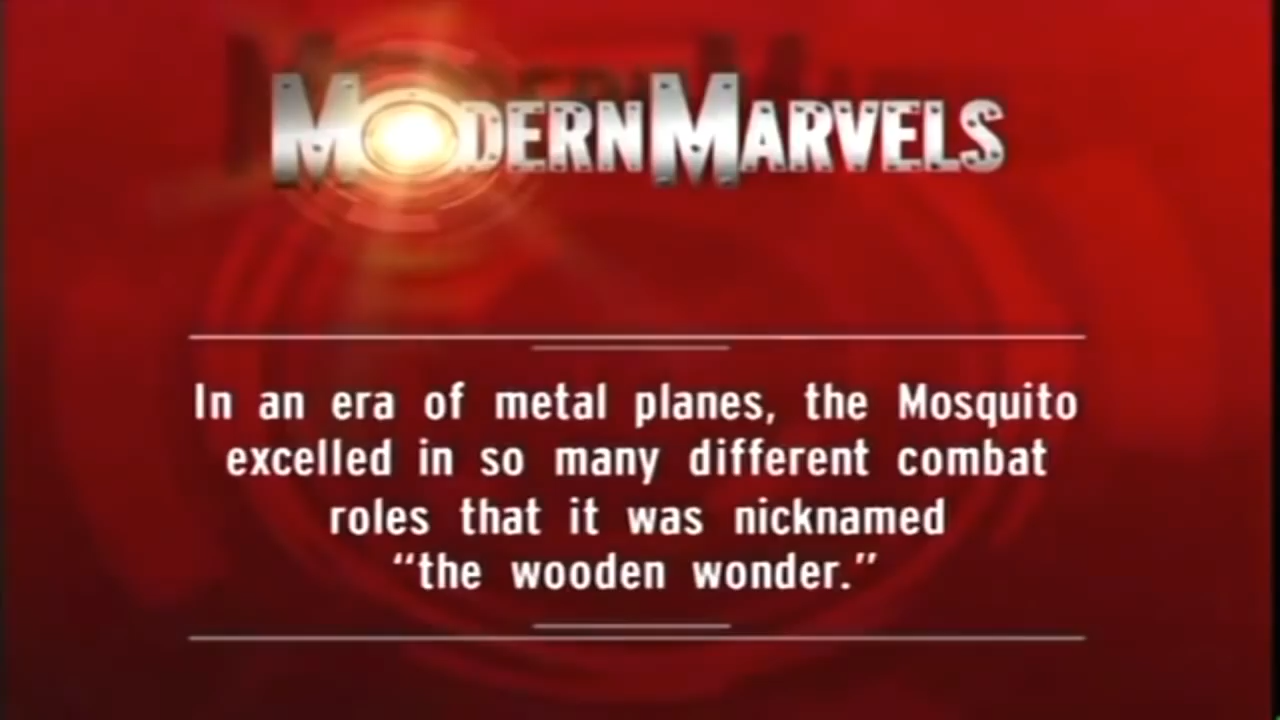 MODERN MARVELS
In an era of metal planes, the Mosquito
excelled in so many different combat
roles that it was nicknamed
“the wooden wonder.”